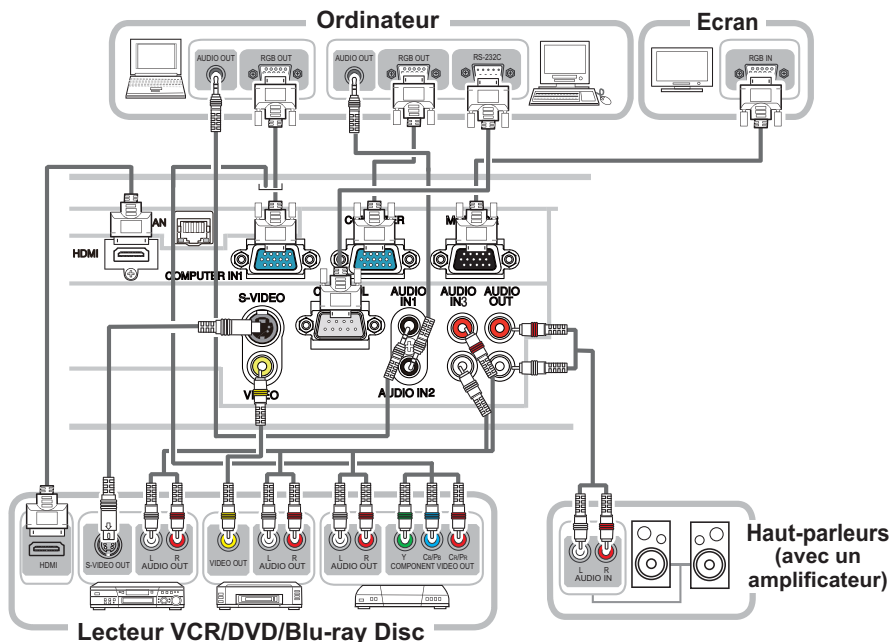 Ordinateur
Ecran
AUDIO OUT
RGB OUT
AUDIO OUT
RGB OUT
RS-232C
RGB IN
AN
HDMI
COMPUTER IN1
S-VIDEO
AUDIO IN1
AUDIO IN3
AUDIO OUT
AUDIO IN2
HDMI
S-VIDEO OUT
L R
AUDIO OUT
VIDEO OUT
L R
AUDIO OUT
L R
AUDIO OUT
Y CB/PB CR/PR
COMPONENT VIDEO OUT
L R
AUDIO IN
Haut-parleurs
(avec un
amplificateur)
Lecteur VCR/DVD/Blu-ray Disc